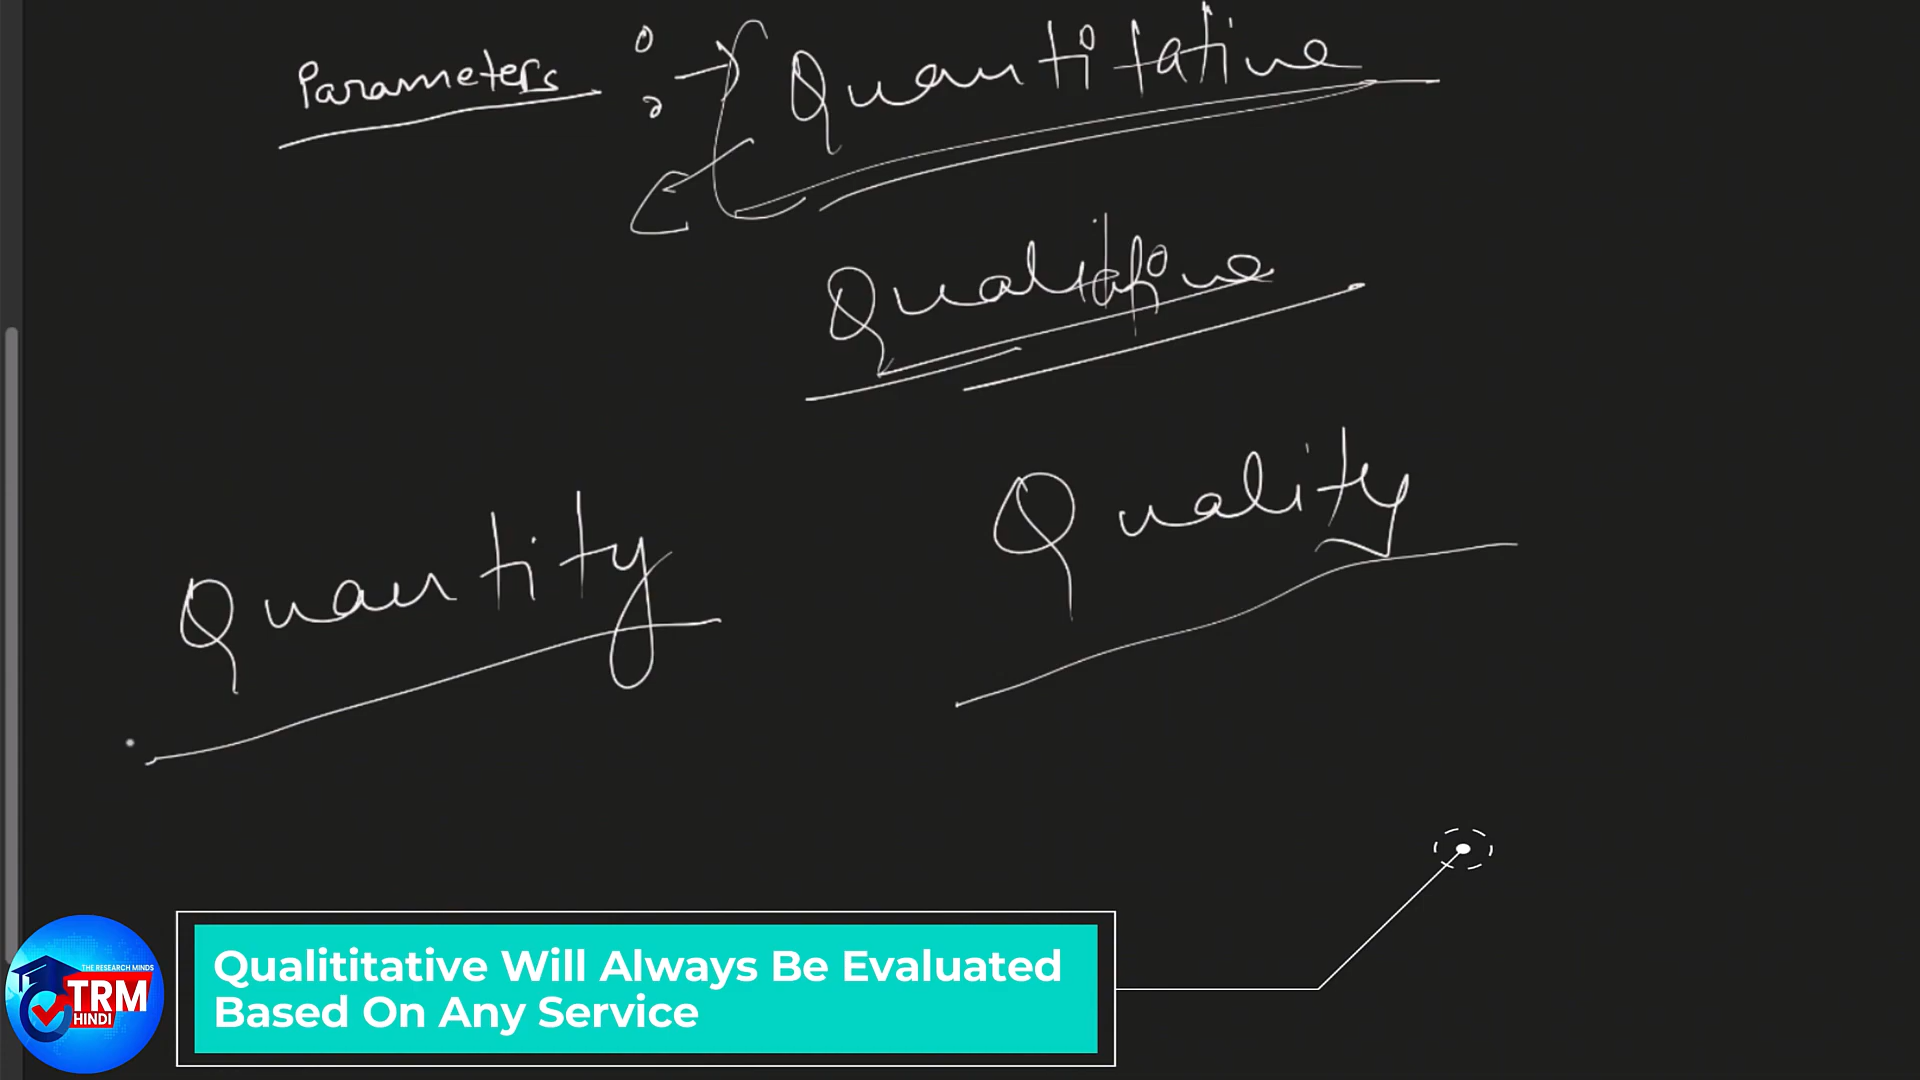 Parameters : Quantitative
Qualitative
Quantity Quality
Qualititative Will Always Be Evaluated
Based On Any Service
THE RESEARCH MINDS
TRM
HINDI